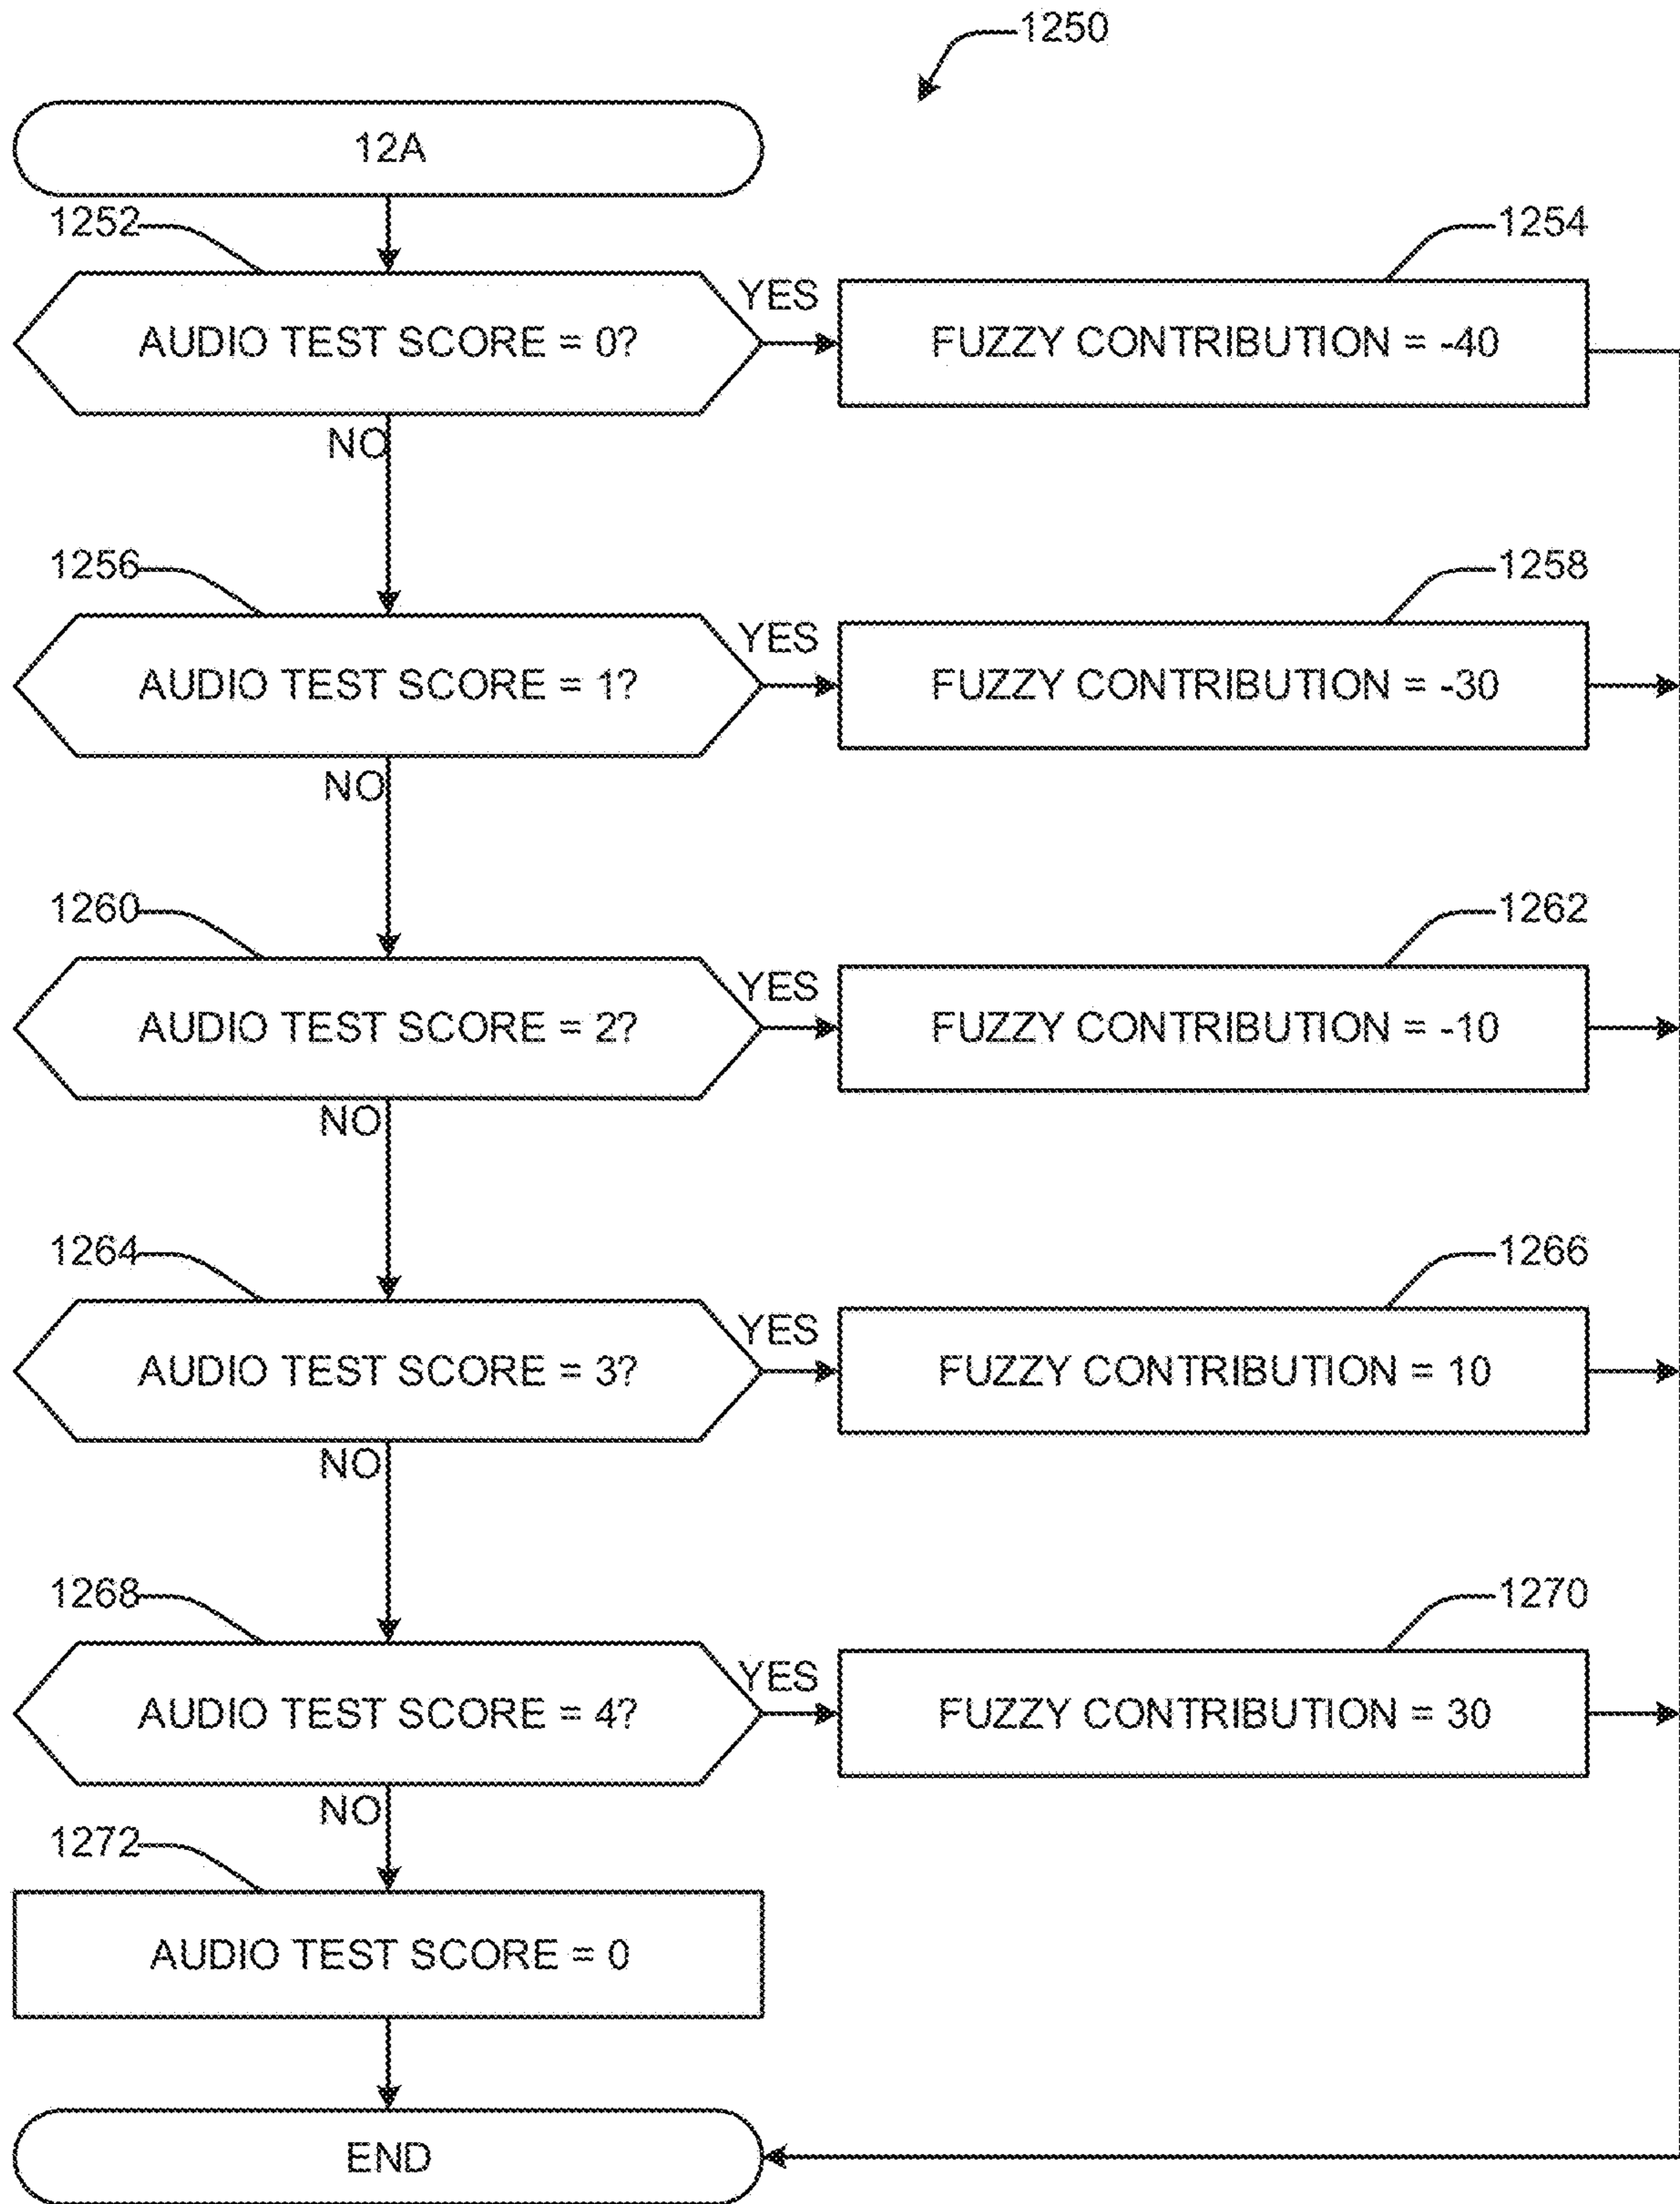 1250
12A
1252
1254
AUDIO TEST SCORE = 0?
YES
FUZZY CONTRIBUTION = -40
NO
1256
1258
AUDIO TEST SCORE = 1?
YES
FUZZY CONTRIBUTION = -30
NO
1260
1262
AUDIO TEST SCORE = 2?
YES
FUZZY CONTRIBUTION = -10
NO
1264
1266
AUDIO TEST SCORE = 3?
YES
FUZZY CONTRIBUTION = 10
NO
1268
1270
AUDIO TEST SCORE = 4?
YES
FUZZY CONTRIBUTION = 30
NO
1272
AUDIO TEST SCORE = 0
END